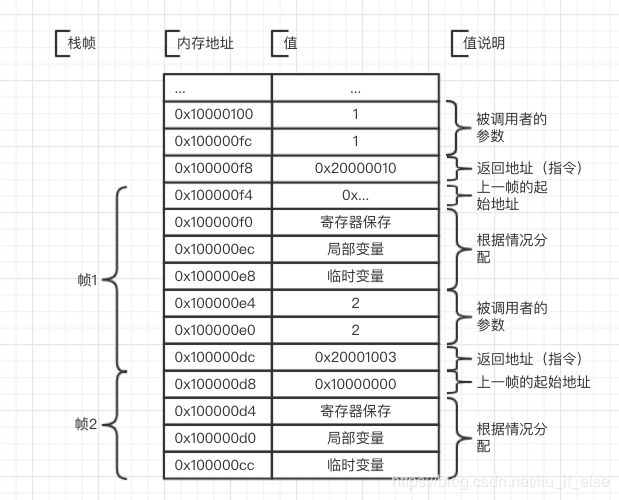 栈帧 内存地址 值 值说明
... ...
0x10000100 1
被调用者的
参数
0x100000fc 1
0x100000f8 0x20000010 返回地址（指令）
0x100000f4 0x... 上一帧的起
始地址
0x100000f0 寄存器保存
0x100000ec 局部变量
根据情况分
配
0x100000e8 临时变量
帧1
0x100000e4 2
被调用者的
参数
0x100000e0 2
0x100000dc 0x20001003 返回地址（指令）
0x100000d8 0x10000000 上一帧的起始地址
0x100000d4 寄存器保存
帧2
0x100000d0 局部变量
根据情况分
配
0x100000cc 临时变量
https://blog.csdn.net/liu_if_else